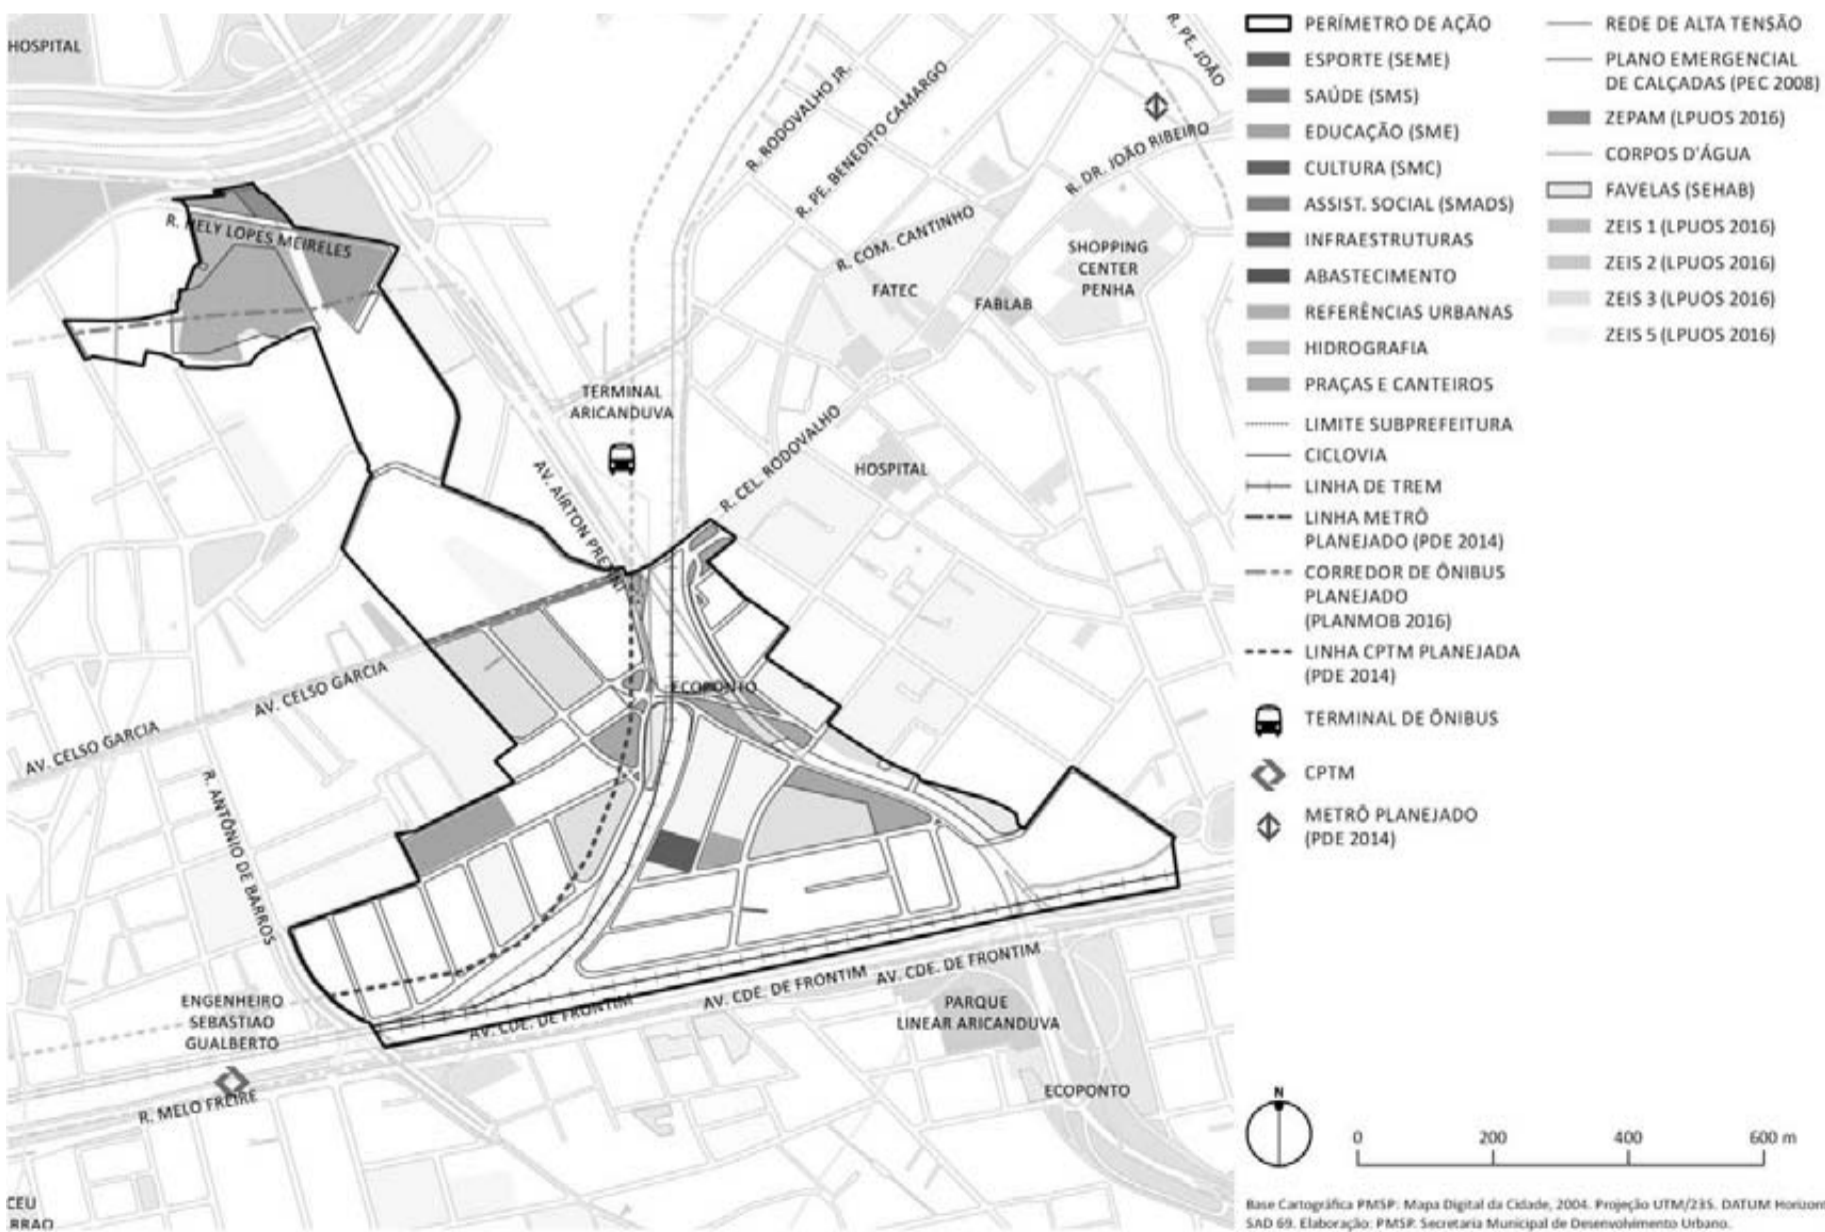 HOSPITAL
R. PE. JOÃO
R. RODOVALHO JR.
R. PE. BENEDITO CAMARGO
R. DR. JOÃO RIBEIRO
R. HELY LOPES MEIRELES
R. COM. CANTINHO
SHOPPING
CENTER
PENHA
FATEC
FABLAB
TERMINAL
ARICANDUVA
AV. AIRTON
R. CEL. RODOVALHO
HOSPITAL
ECOPONTO
AV. CELSO GARCIA
AV. CELSO GARCIA
R. ANTÔNIO DE BARROS
AV. CDE. DE FRONTIM
AV. CDE. DE FRONTIM
AV. CDE. DE FRONTIM
ENGENHEIRO
SEBASTIAO
GUALBERTO
PARQUE
LINEAR ARICANDUVA
R. MELO FREIRE
ECOPONTO
CEU
RRAO
PERÍMETRO DE AÇÃO
ESPORTE (SEME)
SAÚDE (SMS)
EDUCAÇÃO (SME)
CULTURA (SMC)
ASSIST. SOCIAL (SMADS)
INFRAESTRUTURAS
ABASTECIMENTO
REFERÊNCIAS URBANAS
HIDROGRAFIA
PRAÇAS E CANTEIROS
LIMITE SUBPREFEITURA
CICLOVIA
LINHA DE TREM
LINHA METRÔ
PLANEJADO (PDE 2014)
CORREDOR DE ÔNIBUS
PLANEJADO
(PLANMOB 2016)
LINHA CPTM PLANEJADA
(PDE 2014)
TERMINAL DE ÔNIBUS
CPTM
METRÔ PLANEJADO
(PDE 2014)
REDE DE ALTA TENSÃO
PLANO EMERGENCIAL
DE CALÇADAS (PEC 2008)
ZEPAM (LPUOS 2016)
CORPOS D'ÁGUA
FAVELAS (SEHAB)
ZEIS 1 (LPUOS 2016)
ZEIS 2 (LPUOS 2016)
ZEIS 3 (LPUOS 2016)
ZEIS 5 (LPUOS 2016)
N
0 200 400 600 m
Base Cartográfica PMSP: Mapa Digital da Cidade, 2004. Projeção UTM/23S. DATUM Horizon
SAD 69. Elaboração: PMSP. Secretaria Municipal de Desenvolvimento Urbano.